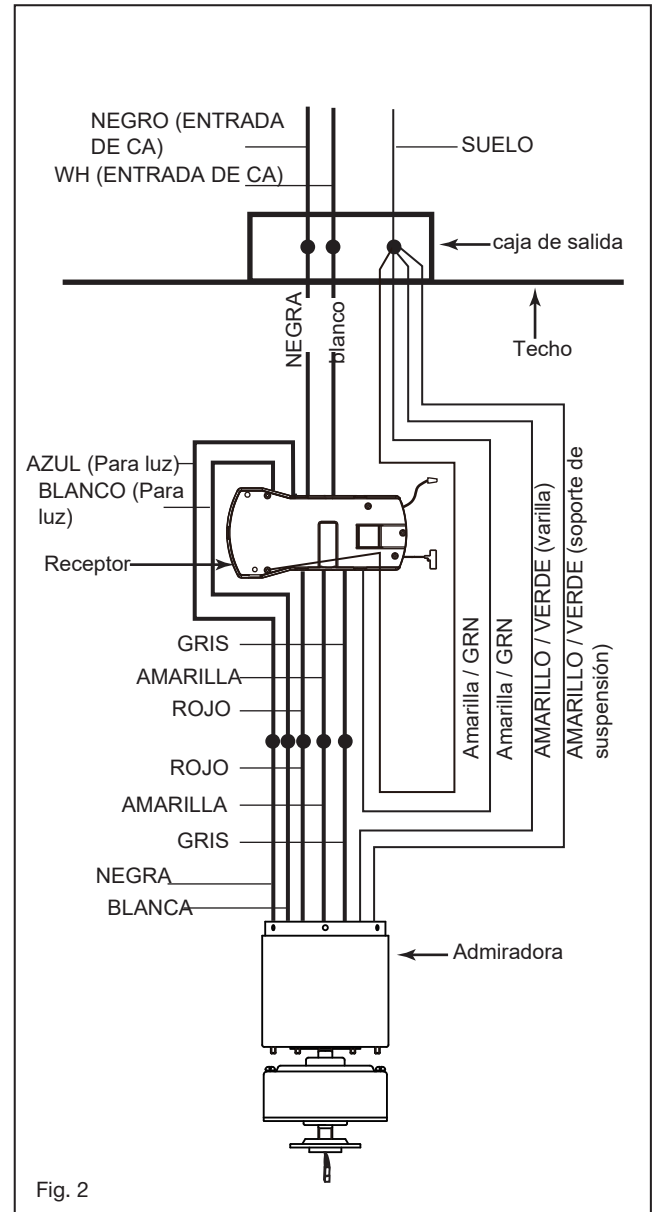 NEGRO (ENTRADA
DE CA)
SUELO
WH (ENTRADA DE CA)
caja de salida
NEGRA
blanco
Techo
AZUL (Para luz)
BLANCO (Para
luz)
Receptor
Amarilla / GRN
Amarilla / GRN
AMARILLO / VERDE (varilla)
AMARILLO / VERDE (soporte de
suspensión)
GRIS
AMARILLA
ROJO
ROJO
AMARILLA
GRIS
NEGRA
BLANCA
Admiradora
Fig. 2